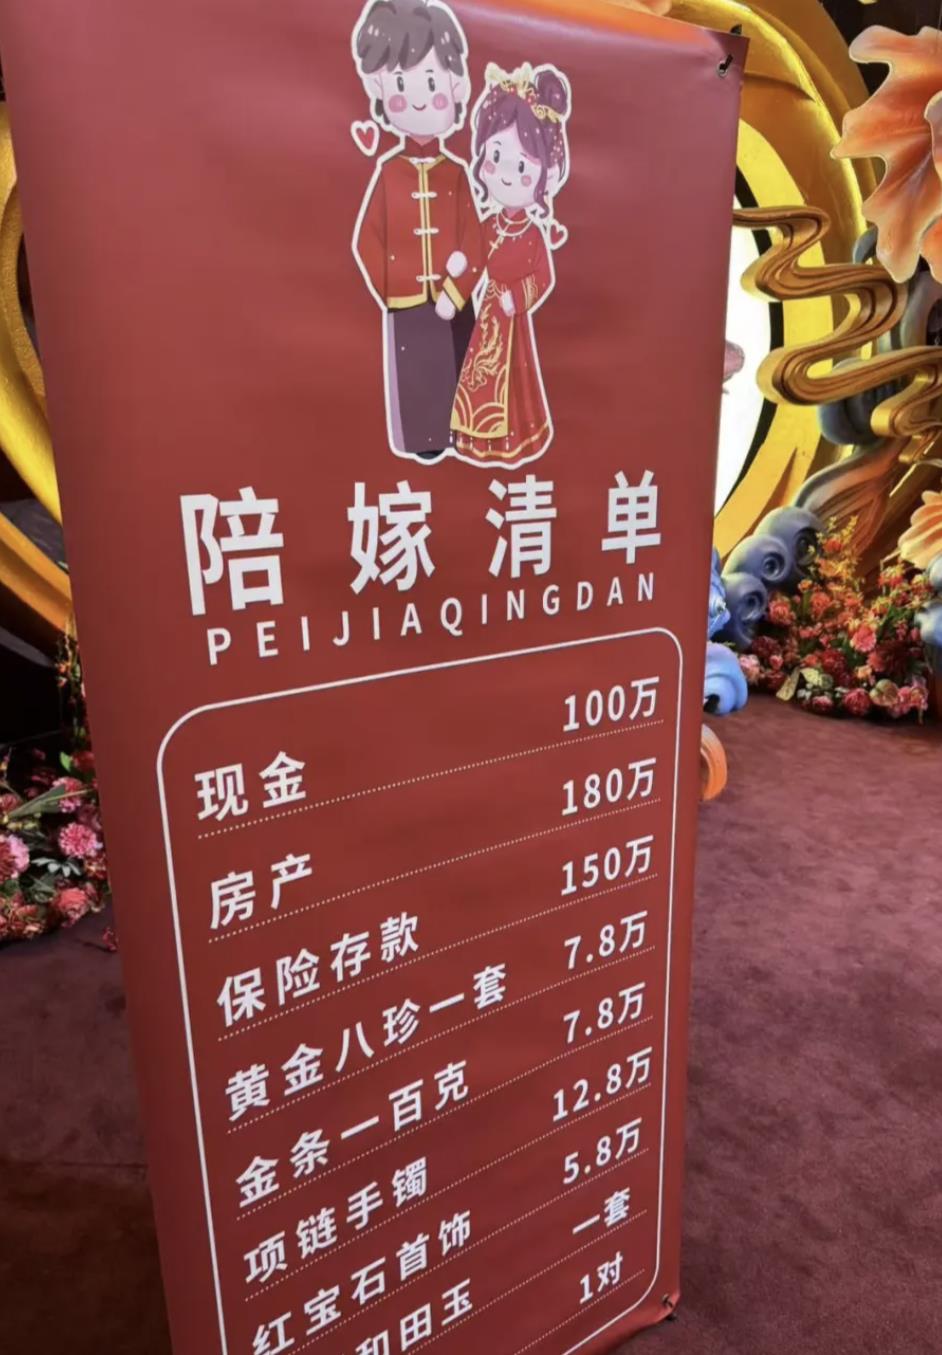 陪嫁清单
PEIJIAQINGDAN
现金 100万
房产 180万
保险存款 150万
黄金八珍一套 7.8万
金条一百克 7.8万
项链手镯 12.8万
红宝石首饰 5.8万
和田玉 一套
1对